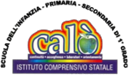 SCUOLA DELL'INFANZIA - PRIMARIA - SECONDARIA DI 1° GRADO
calò
ISTITUTO COMPRENSIVO STATALE